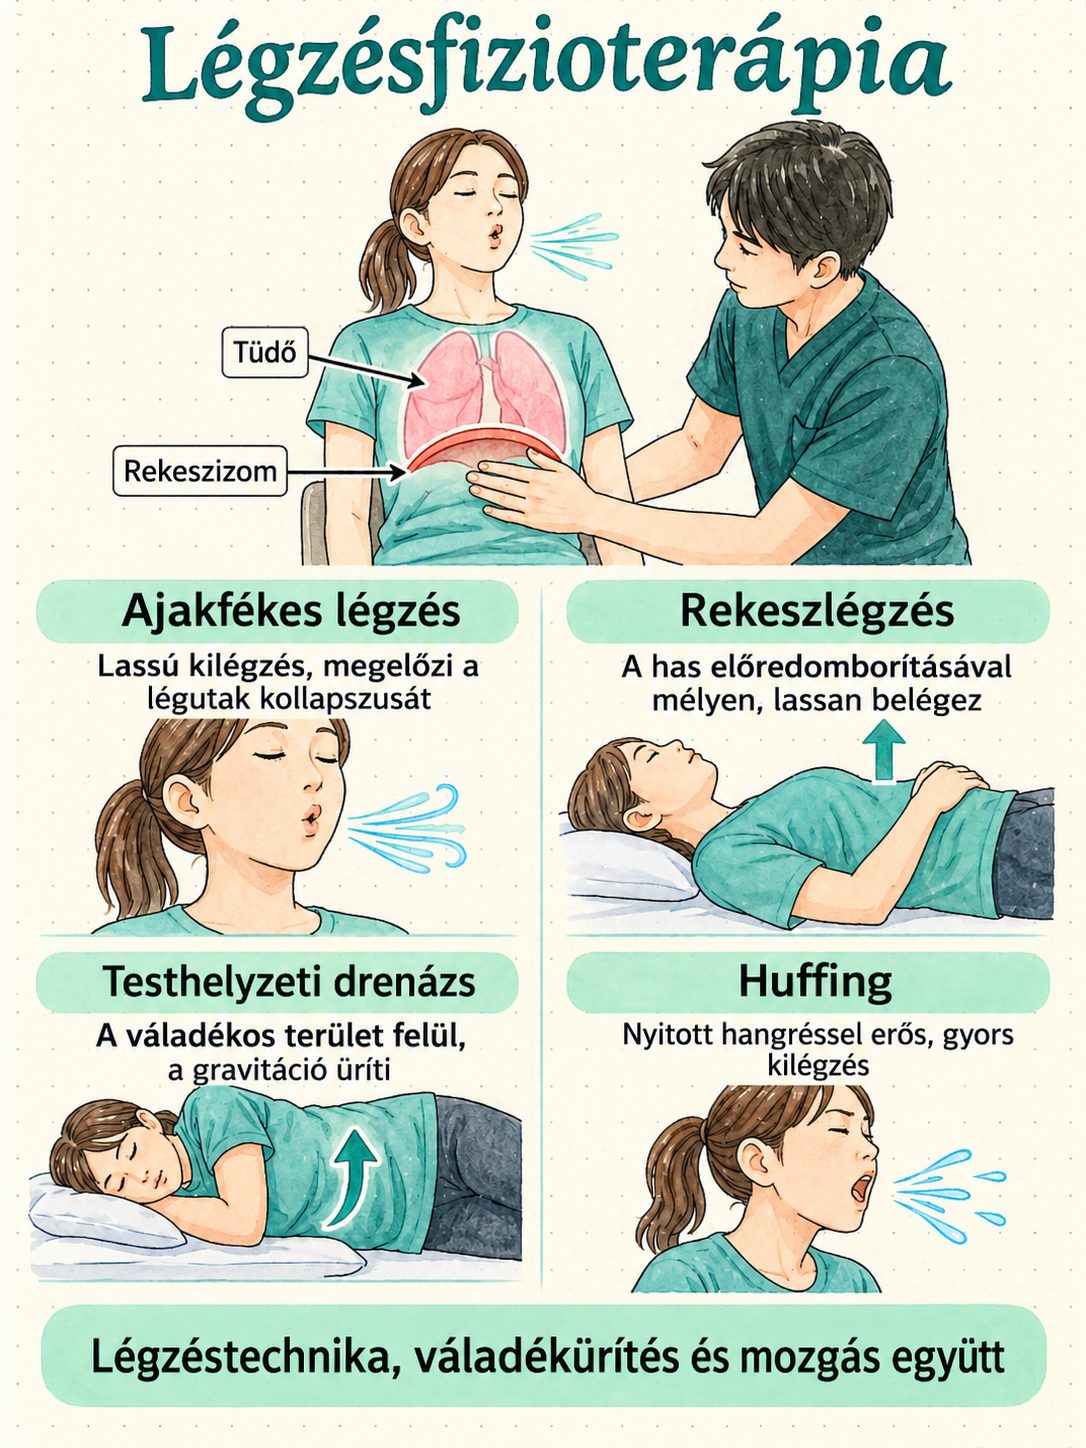 Légzésfizioterápia
Tüdő
Rekeszizom
Ajakfékes légzés
Lassú kilégzés, megelőzi a
légutak kollapszusát
Rekeszlégzés
A has előredomborításával
mélyen, lassan belégez
Testhelyzeti drenázs
A váladékos terület felül,
a gravitáció üríti
Huffing
Nyitott hangréssel erős, gyors
kilégzés
Légzéstechnika, váladékürítés és mozgás együtt